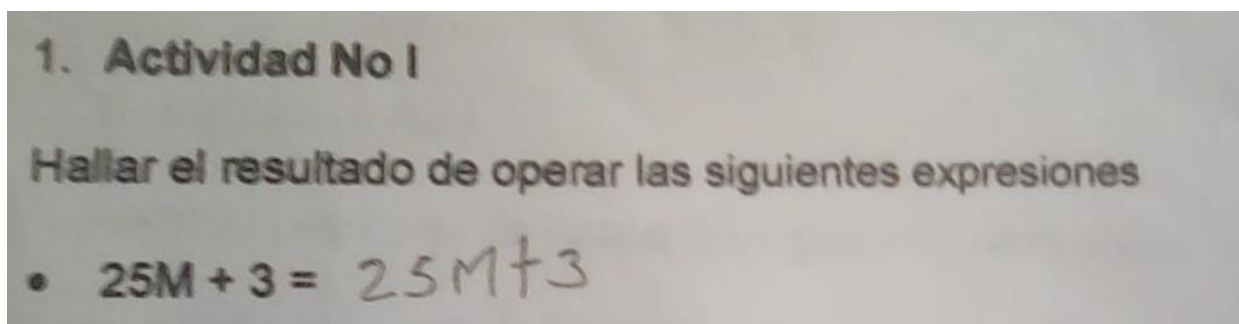 1. Actividad No I
Hallar el resultado de operar las siguientes expresiones
• 25M + 3 = 25M+3